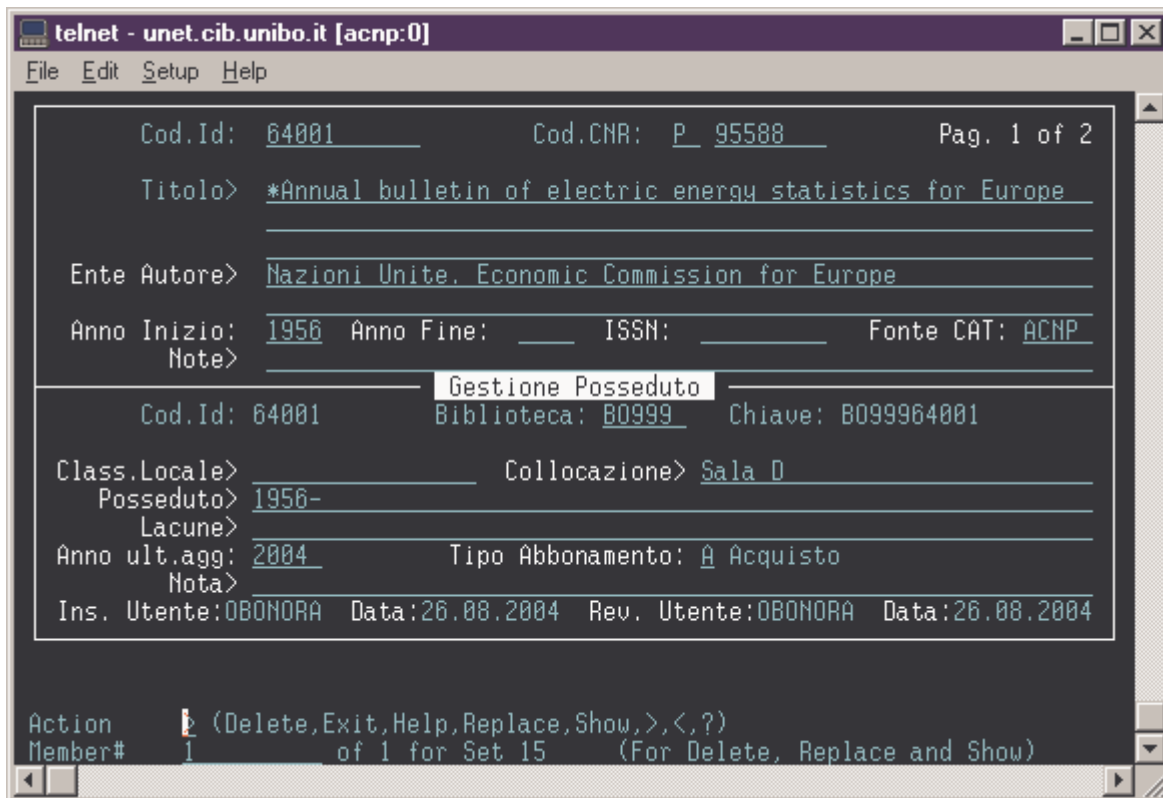 telnet - unet.cib.unibo.it [acnp:0]
File Edit Setup Help
Cod.Id: 64001 Cod.CNR: P 95588 Pag. 1 of 2
Titolo> *Annual bulletin of electric energy statistics for Europe
Ente Autore> Nazioni Unite. Economic Commission for Europe
Anno Inizio: 1956 Anno Fine: ISSN: Fonte CAT: ACNP
Note>
Gestione Posseduto
Cod.Id: 64001 Biblioteca: BO999 Chiave: BO99964001
Class.Locale> Collocazione> Sala D
Posseduto> 1956-
Lacune>
Anno ult.agg: 2004 Tipo Abbonamento: A Acquisto
Nota>
Ins. Utente:OBONORA Data:26.08.2004 Rev. Utente:OBONORA Data:26.08.2004
Action > (Delete,Exit,Help,Replace,Show,>,<,?)
Member# 1 of 1 for Set 15 (For Delete, Replace and Show)